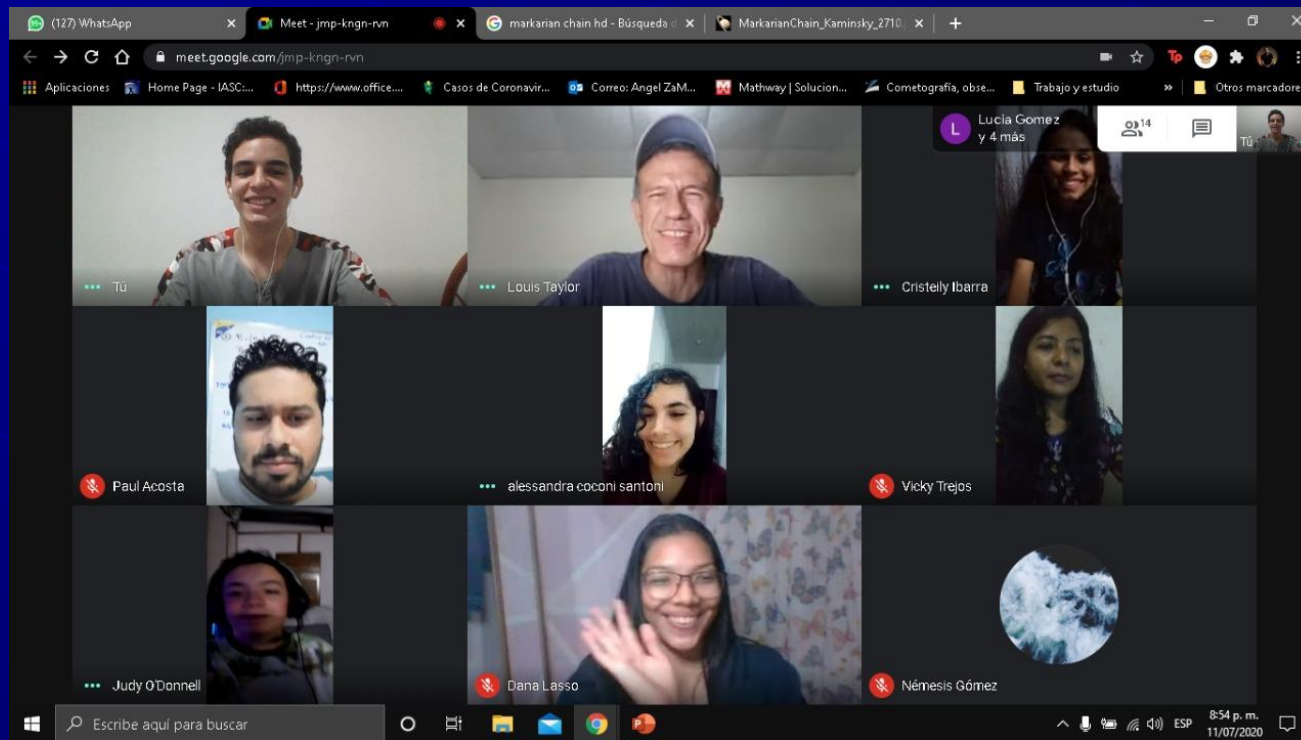 (127) WhatsApp
Meet - jmp-kngn-rvn
markarian chain hd - Búsqueda d
MarkarianChain_Kaminsky_2710.j
meet.google.com/jmp-kngn-rvn
Tp
Aplicaciones
Home Page - IASC:...
https://www.office....
Casos de Coronavir...
Correo: Angel ZaM...
Mathway | Solucion...
Cometografía, obse...
Trabajo y estudio
»
Otros marcadores
L
Lucia Gomez
y 4 más
14
Tú
Tú
Louis Taylor
Cristeily Ibarra
Paul Acosta
alessandra coconi santoni
Vicky Trejos
Judy O'Donnell
Dana Lasso
Némesis Gómez
Escribe aquí para buscar
ESP
8:54 p. m.
11/07/2020